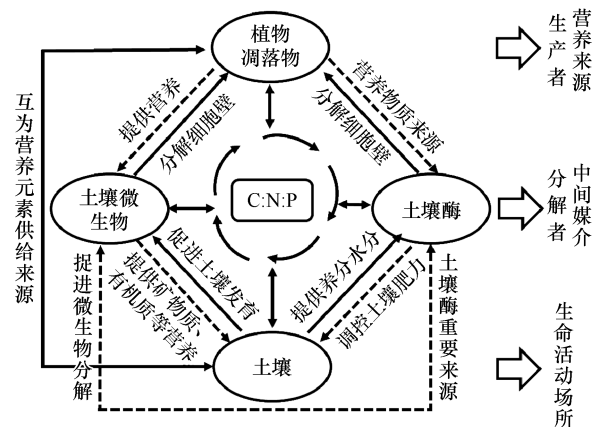 植物
凋落物
营养来源
生产者
互为营养元素供给来源
提供营养
分解细胞壁
营养物质来源
分解细胞壁
土壤微
生物
C:N:P
土壤酶
中间媒介
分解者
促进土壤发育
提供矿物质、
有机质等营养
提供养分水分
调控土壤肥力
捉进微生物分解
土壤酶重要来源
土壤
生命活动场所